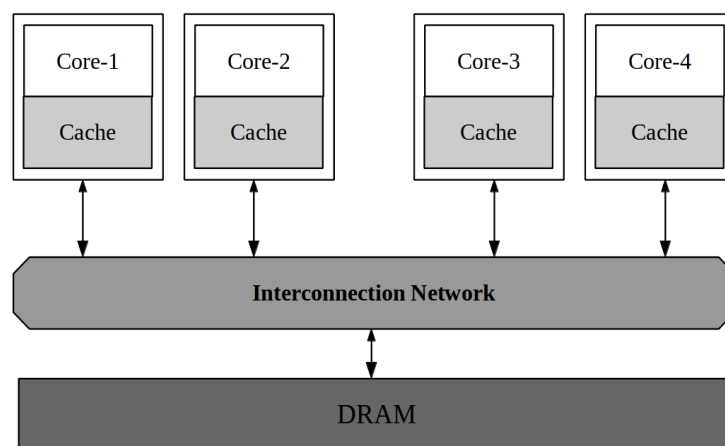 Core-1
Core-2
Core-3
Core-4
Cache
Cache
Cache
Cache
Interconnection Network
DRAM